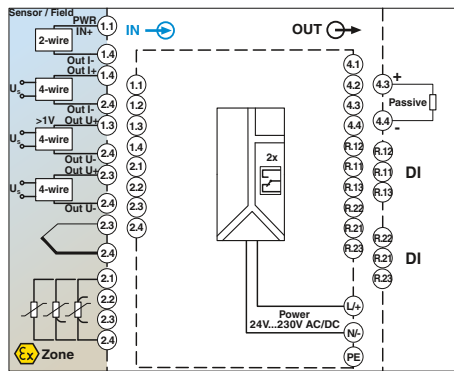 Sensor / Field
PWR
IN+
1.1
2-wire
1.4
Out I-
Out I+
1.4
Us
4-wire
2.4
Out I-
>1V
Out U+
1.3
Us
4-wire
2.4
Out U-
Out U+
2.3
Us
4-wire
2.4
Out U-
2.3
2.4
2.1
2.2
2.3
2.4
Ex Zone
IN
OUT
1.1
1.2
1.3
1.4
2.1
2.2
2.3
2.4
2x
Power
24V...230V AC/DC
4.1
4.2
4.3
4.4
R.12
R.11
R.13
R.22
R.21
R.23
L/+
N/-
PE
4.3
+
Passive
4.4
-
R.12
R.11
DI
R.13
R.22
R.21
DI
R.23